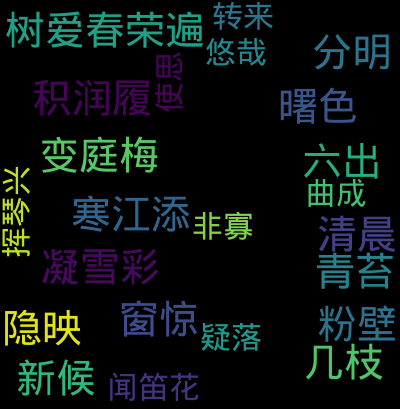 树爱春荣遍
转来
悠哉
分明
积润履
使思
曙色
变庭梅
六出
曲成
挥琴兴
寒江添
非寡
清晨
凝雪彩
青苔
隐映
窗惊
疑落
粉壁
新候
闻笛花
几枝